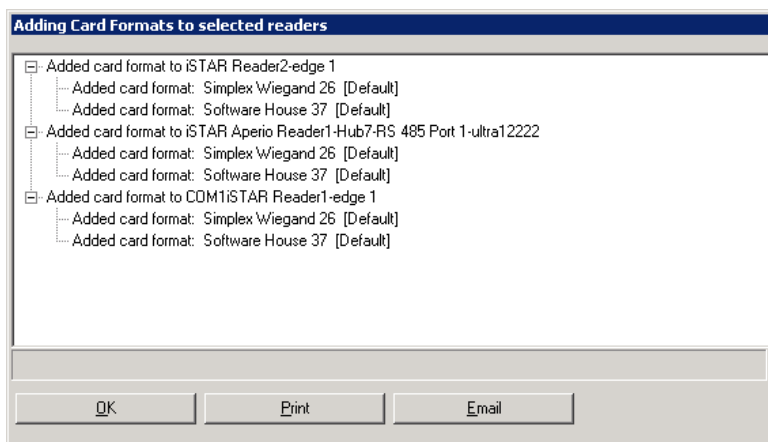 Adding Card Formats to selected readers
Added card format to iSTAR Reader2-edge 1
Added card format: Simplex Wiegand 26 [Default]
Added card format: Software House 37 [Default]
Added card format to iSTAR Aperio Reader1-Hub7-RS 485 Port 1-ultra12222
Added card format: Simplex Wiegand 26 [Default]
Added card format: Software House 37 [Default]
Added card format to COM1iSTAR Reader1-edge 1
Added card format: Simplex Wiegand 26 [Default]
Added card format: Software House 37 [Default]
OK Print Email